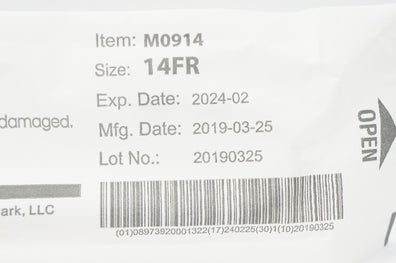 Item: M0914
Size: 14FR
Exp. Date: 2024-02
damaged.
Mfg. Date: 2019-03-25
OPEN
Lot No.: 20190325
ark, LLC
(01)08973920001322(17)240225(30)1(10)20190325